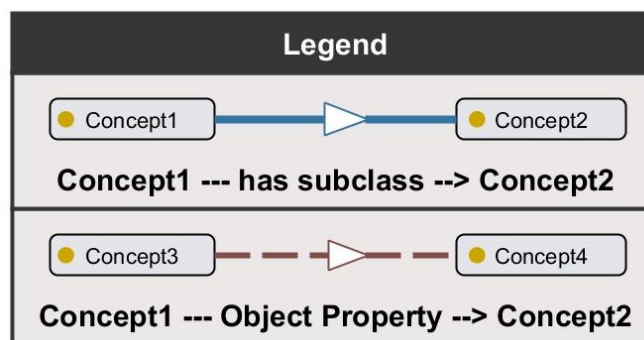 Legend
Concept1 Concept2
Concept1 --- has subclass --> Concept2
Concept3 Concept4
Concept1 --- Object Property --> Concept2